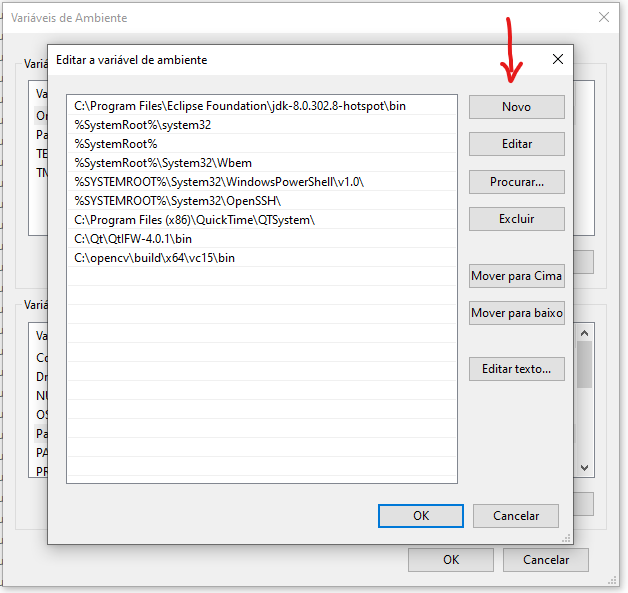 Variáveis de Ambiente
Editar a variável de ambiente
C:\Program Files\Eclipse Foundation\jdk-8.0.302.8-hotspot\bin
%SystemRoot%\system32
%SystemRoot%
%SystemRoot%\System32\Wbem
%SYSTEMROOT%\System32\WindowsPowerShell\v1.0\
%SYSTEMROOT%\System32\OpenSSH\
C:\Program Files (x86)\QuickTime\QTSystem\
C:\Qt\QtIFW-4.0.1\bin
C:\opencv\build\x64\vc15\bin
Novo
Editar
Procurar...
Excluir
Mover para Cima
Mover para baixo
Editar texto...
OK
Cancelar
Variá
Va
Pa
TE
Variá
Va
Co
Dr
OS
Pa
PA
PR
OK
Cancelar